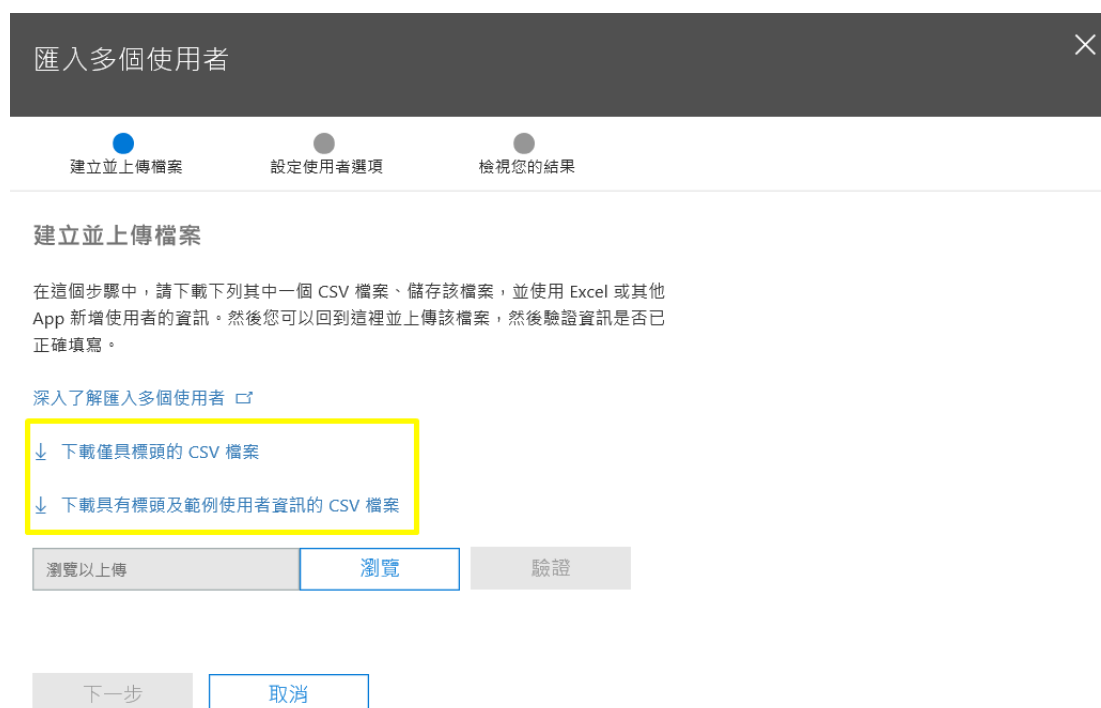 匯入多個使用者
建立並上傳檔案
設定使用者選項
檢視您的結果
建立並上傳檔案
在這個步驟中，請下載下列其中一個 CSV 檔案、儲存該檔案，並使用 Excel 或其他
App 新增使用者的資訊。然後您可以回到這裡並上傳該檔案，然後驗證資訊是否已
正確填寫。
深入了解匯入多個使用者
下載僅具標頭的 CSV 檔案
下載具有標頭及範例使用者資訊的 CSV 檔案
瀏覽以上傳
瀏覽
驗證
下一步
取消